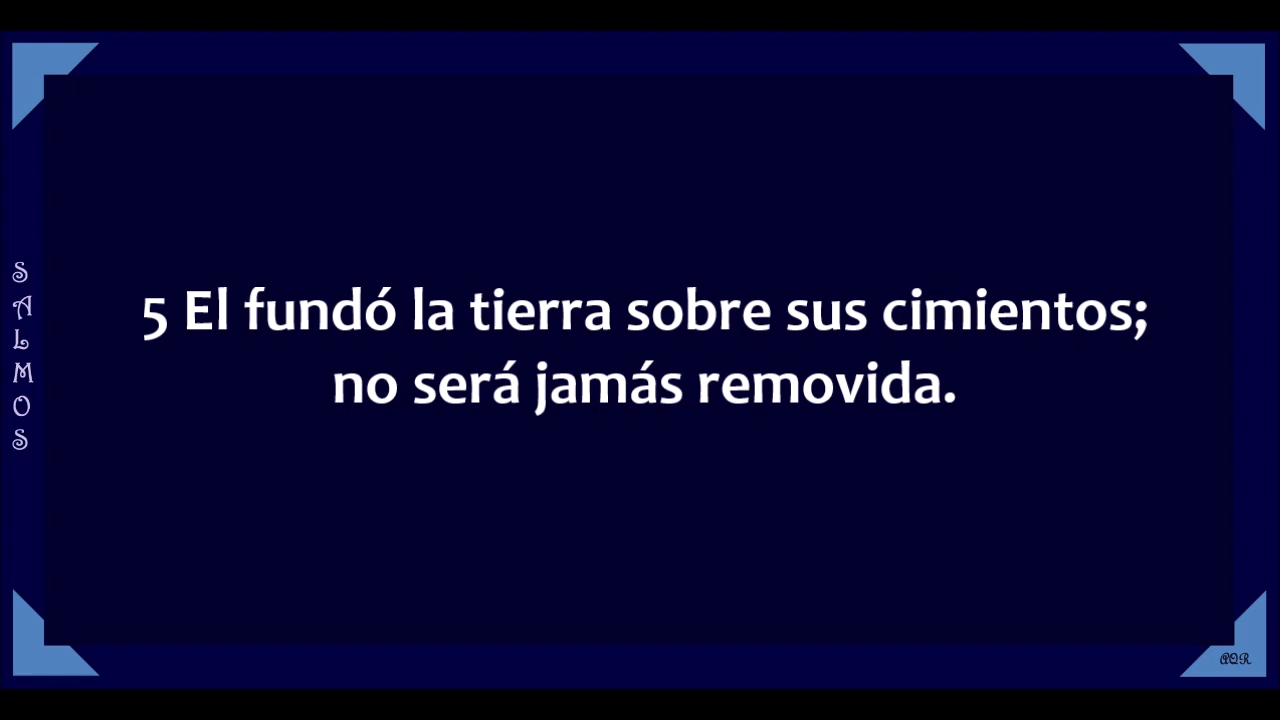 SALMOS
5 El fundó la tierra sobre sus cimientos;
no será jamás removida.